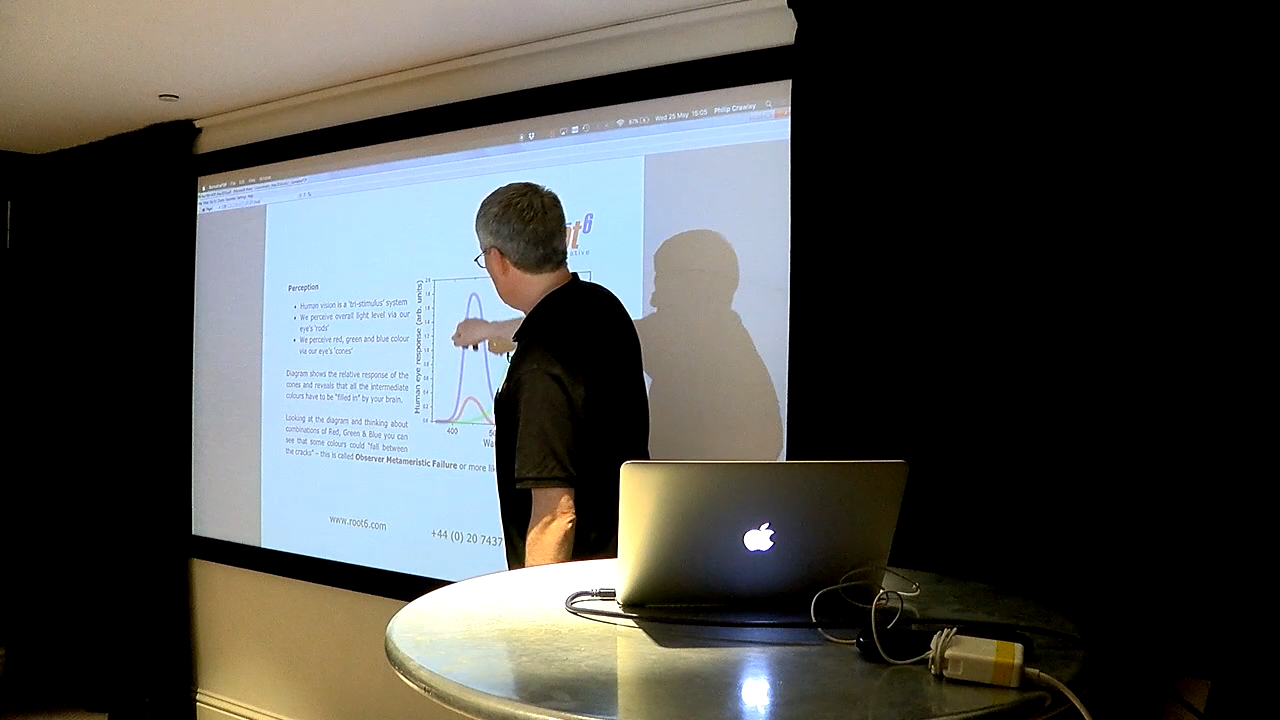 Wed 25 May 15:05 Philip Crawley
ot6
ative
Perception
• Human vision is a 'tri-stimulus' system
• We perceive overall light level via our
eye's 'rods'
• We perceive red, green and blue colour
via our eye's 'cones'
Diagram shows the relative response of the
cones and reveals that all the intermediate
colours have to be "filled in" by your brain.
Looking at the diagram and thinking about
combinations of Red, Green & Blue you can
see that some colours could "fall between
the cracks" – this is called Observer Metameristic Failure or more lik
Human eye response (arb. units)
400
Wa
www.root6.com
+44 (0) 20 7437